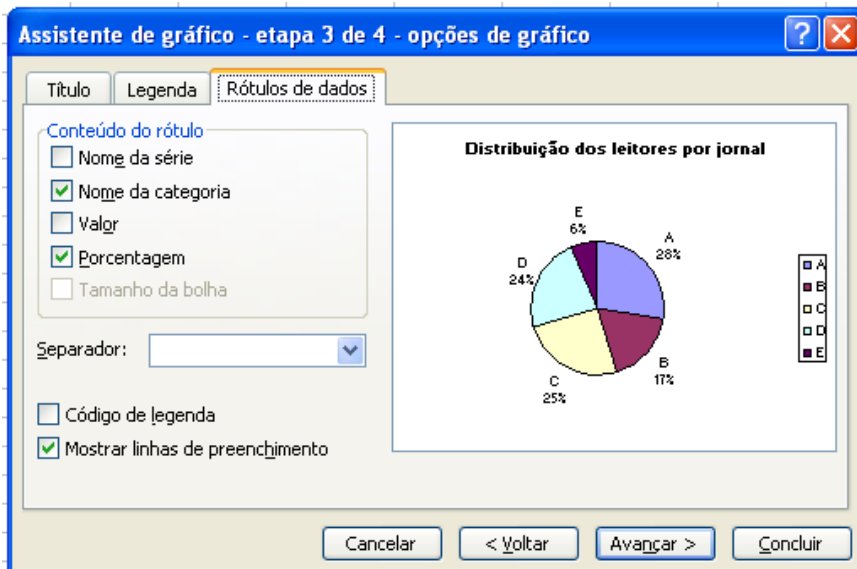 Assistente de gráfico - etapa 3 de 4 - opções de gráfico
Título
Legenda
Rótulos de dados
Conteúdo do rótulo
Nome da série
Nome da categoria
Valor
Porcentagem
Tamanho da bolha
Separador:
Código de legenda
Mostrar linhas de preenchimento
Distribuição dos leitores por jornal
E
6%
A
28%
D
24%
B
17%
C
25%
A
B
C
D
E
Cancelar
< Voltar
Avançar >
Concluir